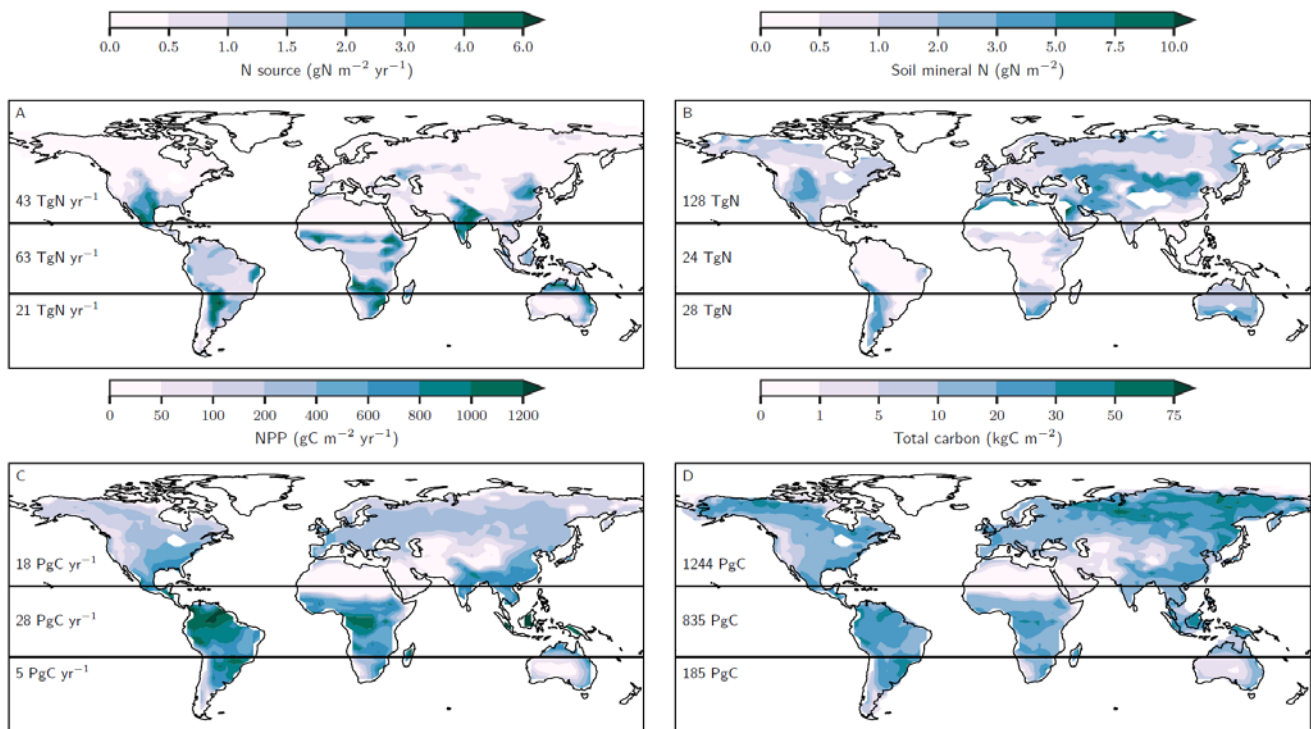 0.0 0.5 1.0 1.5 2.0 3.0 4.0 6.0
N source (gN m⁻² yr⁻¹)
0.0 0.5 1.0 2.0 3.0 5.0 7.5 10.0
Soil mineral N (gN m⁻²)
A
43 TgN yr⁻¹
63 TgN yr⁻¹
21 TgN yr⁻¹
B
128 TgN
24 TgN
28 TgN
0 50 100 200 400 600 800 1000 1200
NPP (gC m⁻² yr⁻¹)
0 1 5 10 20 30 50 75
Total carbon (kgC m⁻²)
C
18 PgC yr⁻¹
28 PgC yr⁻¹
5 PgC yr⁻¹
D
1244 PgC
835 PgC
185 PgC